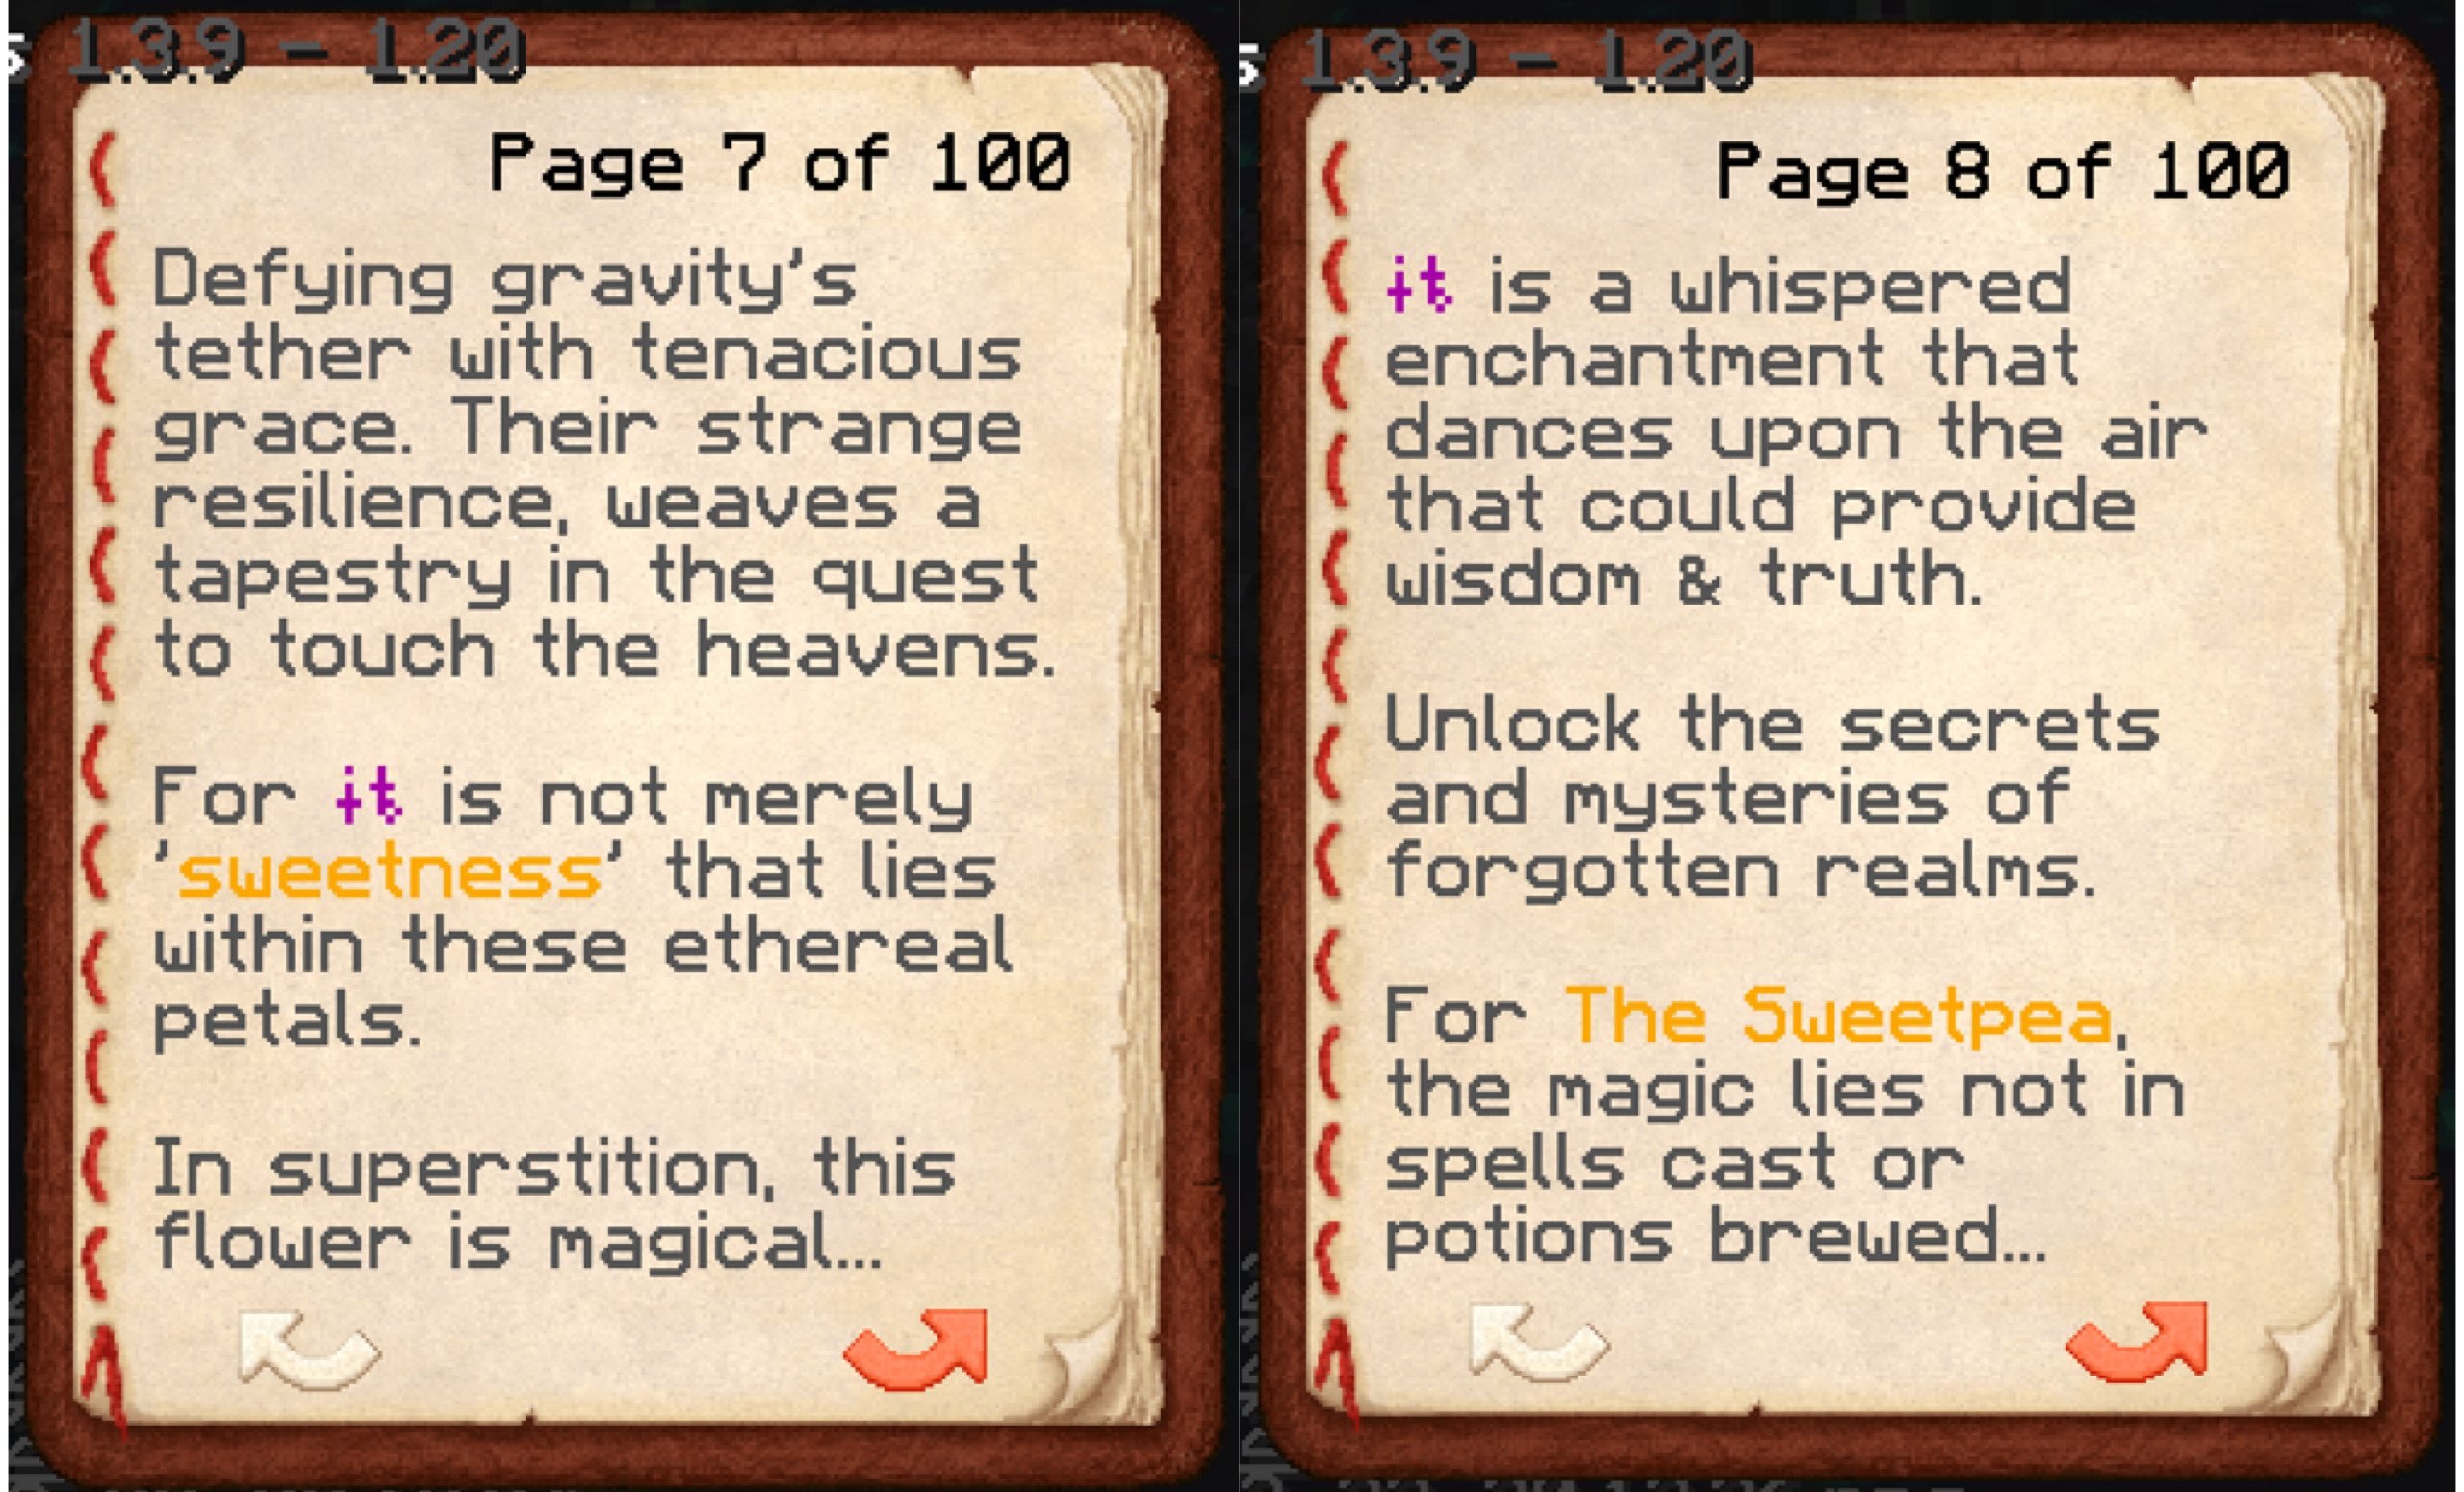 1.3.9 - 1.20
Page 7 of 100
Defying gravity's
tether with tenacious
grace. Their strange
resilience, weaves a
tapestry in the quest
to touch the heavens.
For it is not merely
'sweetness' that lies
within these ethereal
petals.
In superstition, this
flower is magical...
1.3.9 - 1.20
Page 8 of 100
it is a whispered
enchantment that
dances upon the air
that could provide
wisdom & truth.
Unlock the secrets
and mysteries of
forgotten realms.
For The Sweetpea,
the magic lies not in
spells cast or
potions brewed...